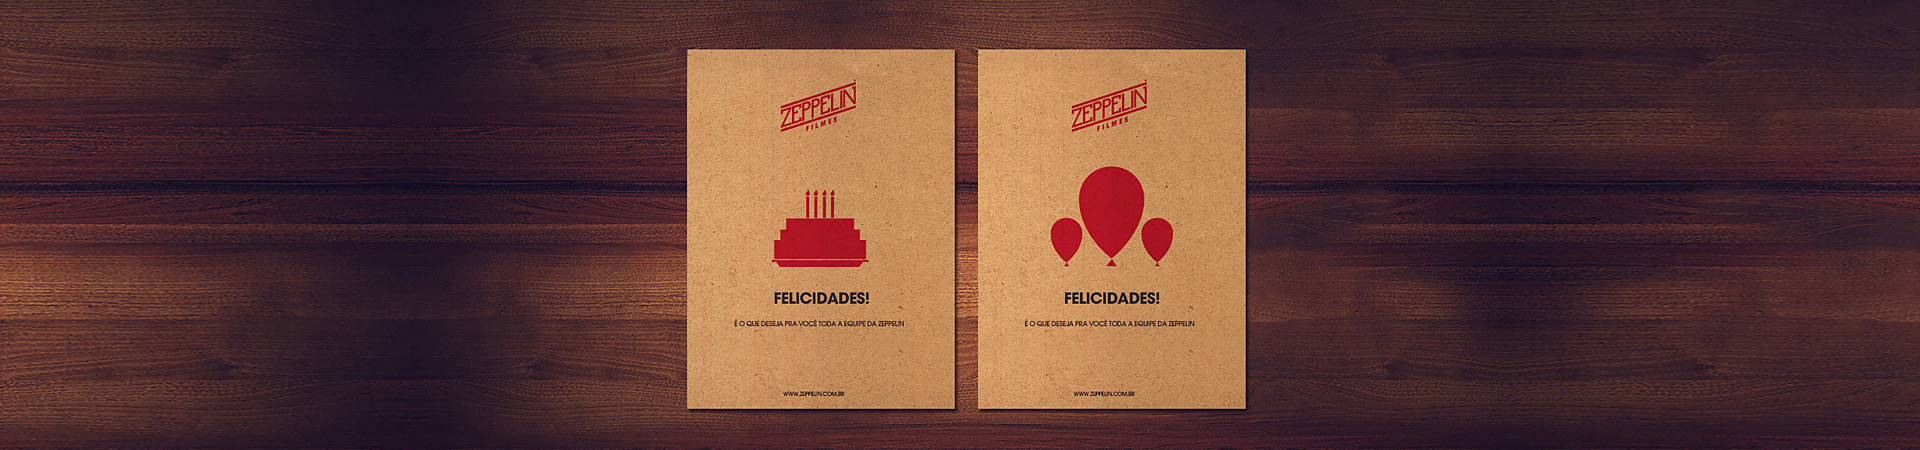 ZEPPELIN
FILMES
FELICIDADES!
É O QUE DESEJA PRA VOCÊ TODA A EQUIPE DA ZEPPELIN
WWW.ZEPPELIN.COM.BR
ZEPPELIN
FILMES
FELICIDADES!
É O QUE DESEJA PRA VOCÊ TODA A EQUIPE DA ZEPPELIN
WWW.ZEPPELIN.COM.BR